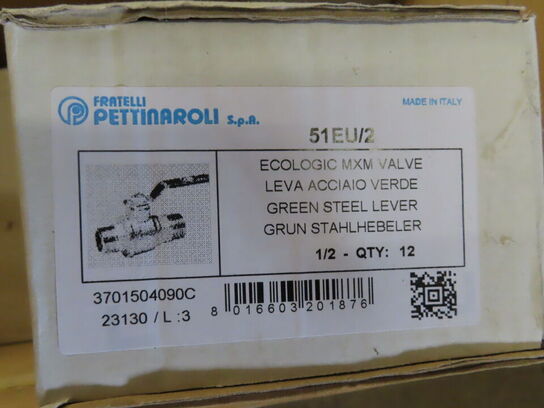 FRATELLI
PETTINAROLI S.p.A.
MADE IN ITALY
51EU/2
ECOLOGIC MXM VALVE
LEVA ACCIAIO VERDE
GREEN STEEL LEVER
GRUN STAHLHEBELER
1/2 - QTY: 12
3701504090C
23130 / L :3
8 016603 201876